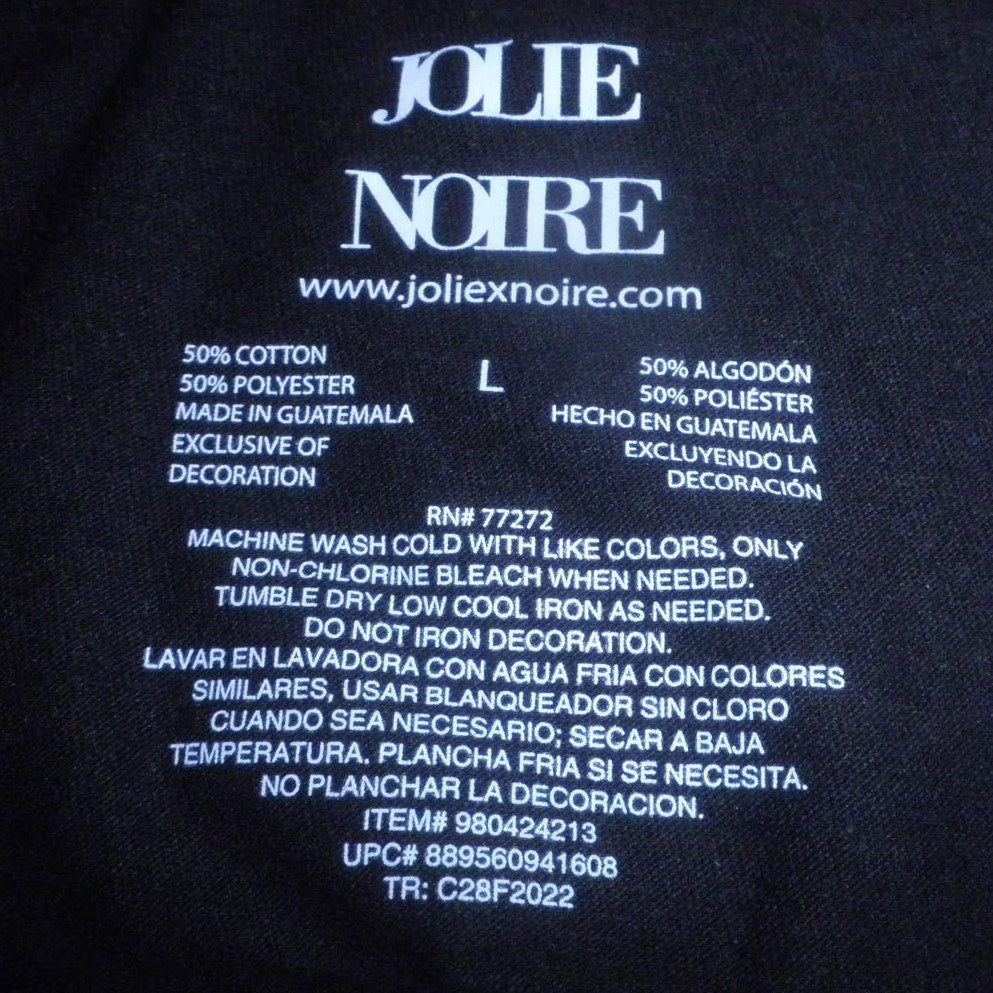 JOLIE
NOIRE
www.joliexnoire.com
50% COTTON
50% POLYESTER
MADE IN GUATEMALA
EXCLUSIVE OF
DECORATION
L
50% ALGODÓN
50% POLIÉSTER
HECHO EN GUATEMALA
EXCLUYENDO LA
DECORACIÓN
RN# 77272
MACHINE WASH COLD WITH LIKE COLORS, ONLY
NON-CHLORINE BLEACH WHEN NEEDED.
TUMBLE DRY LOW COOL IRON AS NEEDED.
DO NOT IRON DECORATION.
LAVAR EN LAVADORA CON AGUA FRIA CON COLORES
SIMILARES, USAR BLANQUEADOR SIN CLORO
CUANDO SEA NECESARIO; SECAR A BAJA
TEMPERATURA. PLANCHA FRIA SI SE NECESITA.
NO PLANCHAR LA DECORACION.
ITEM# 980424213
UPC# 889560941608
TR: C28F2022